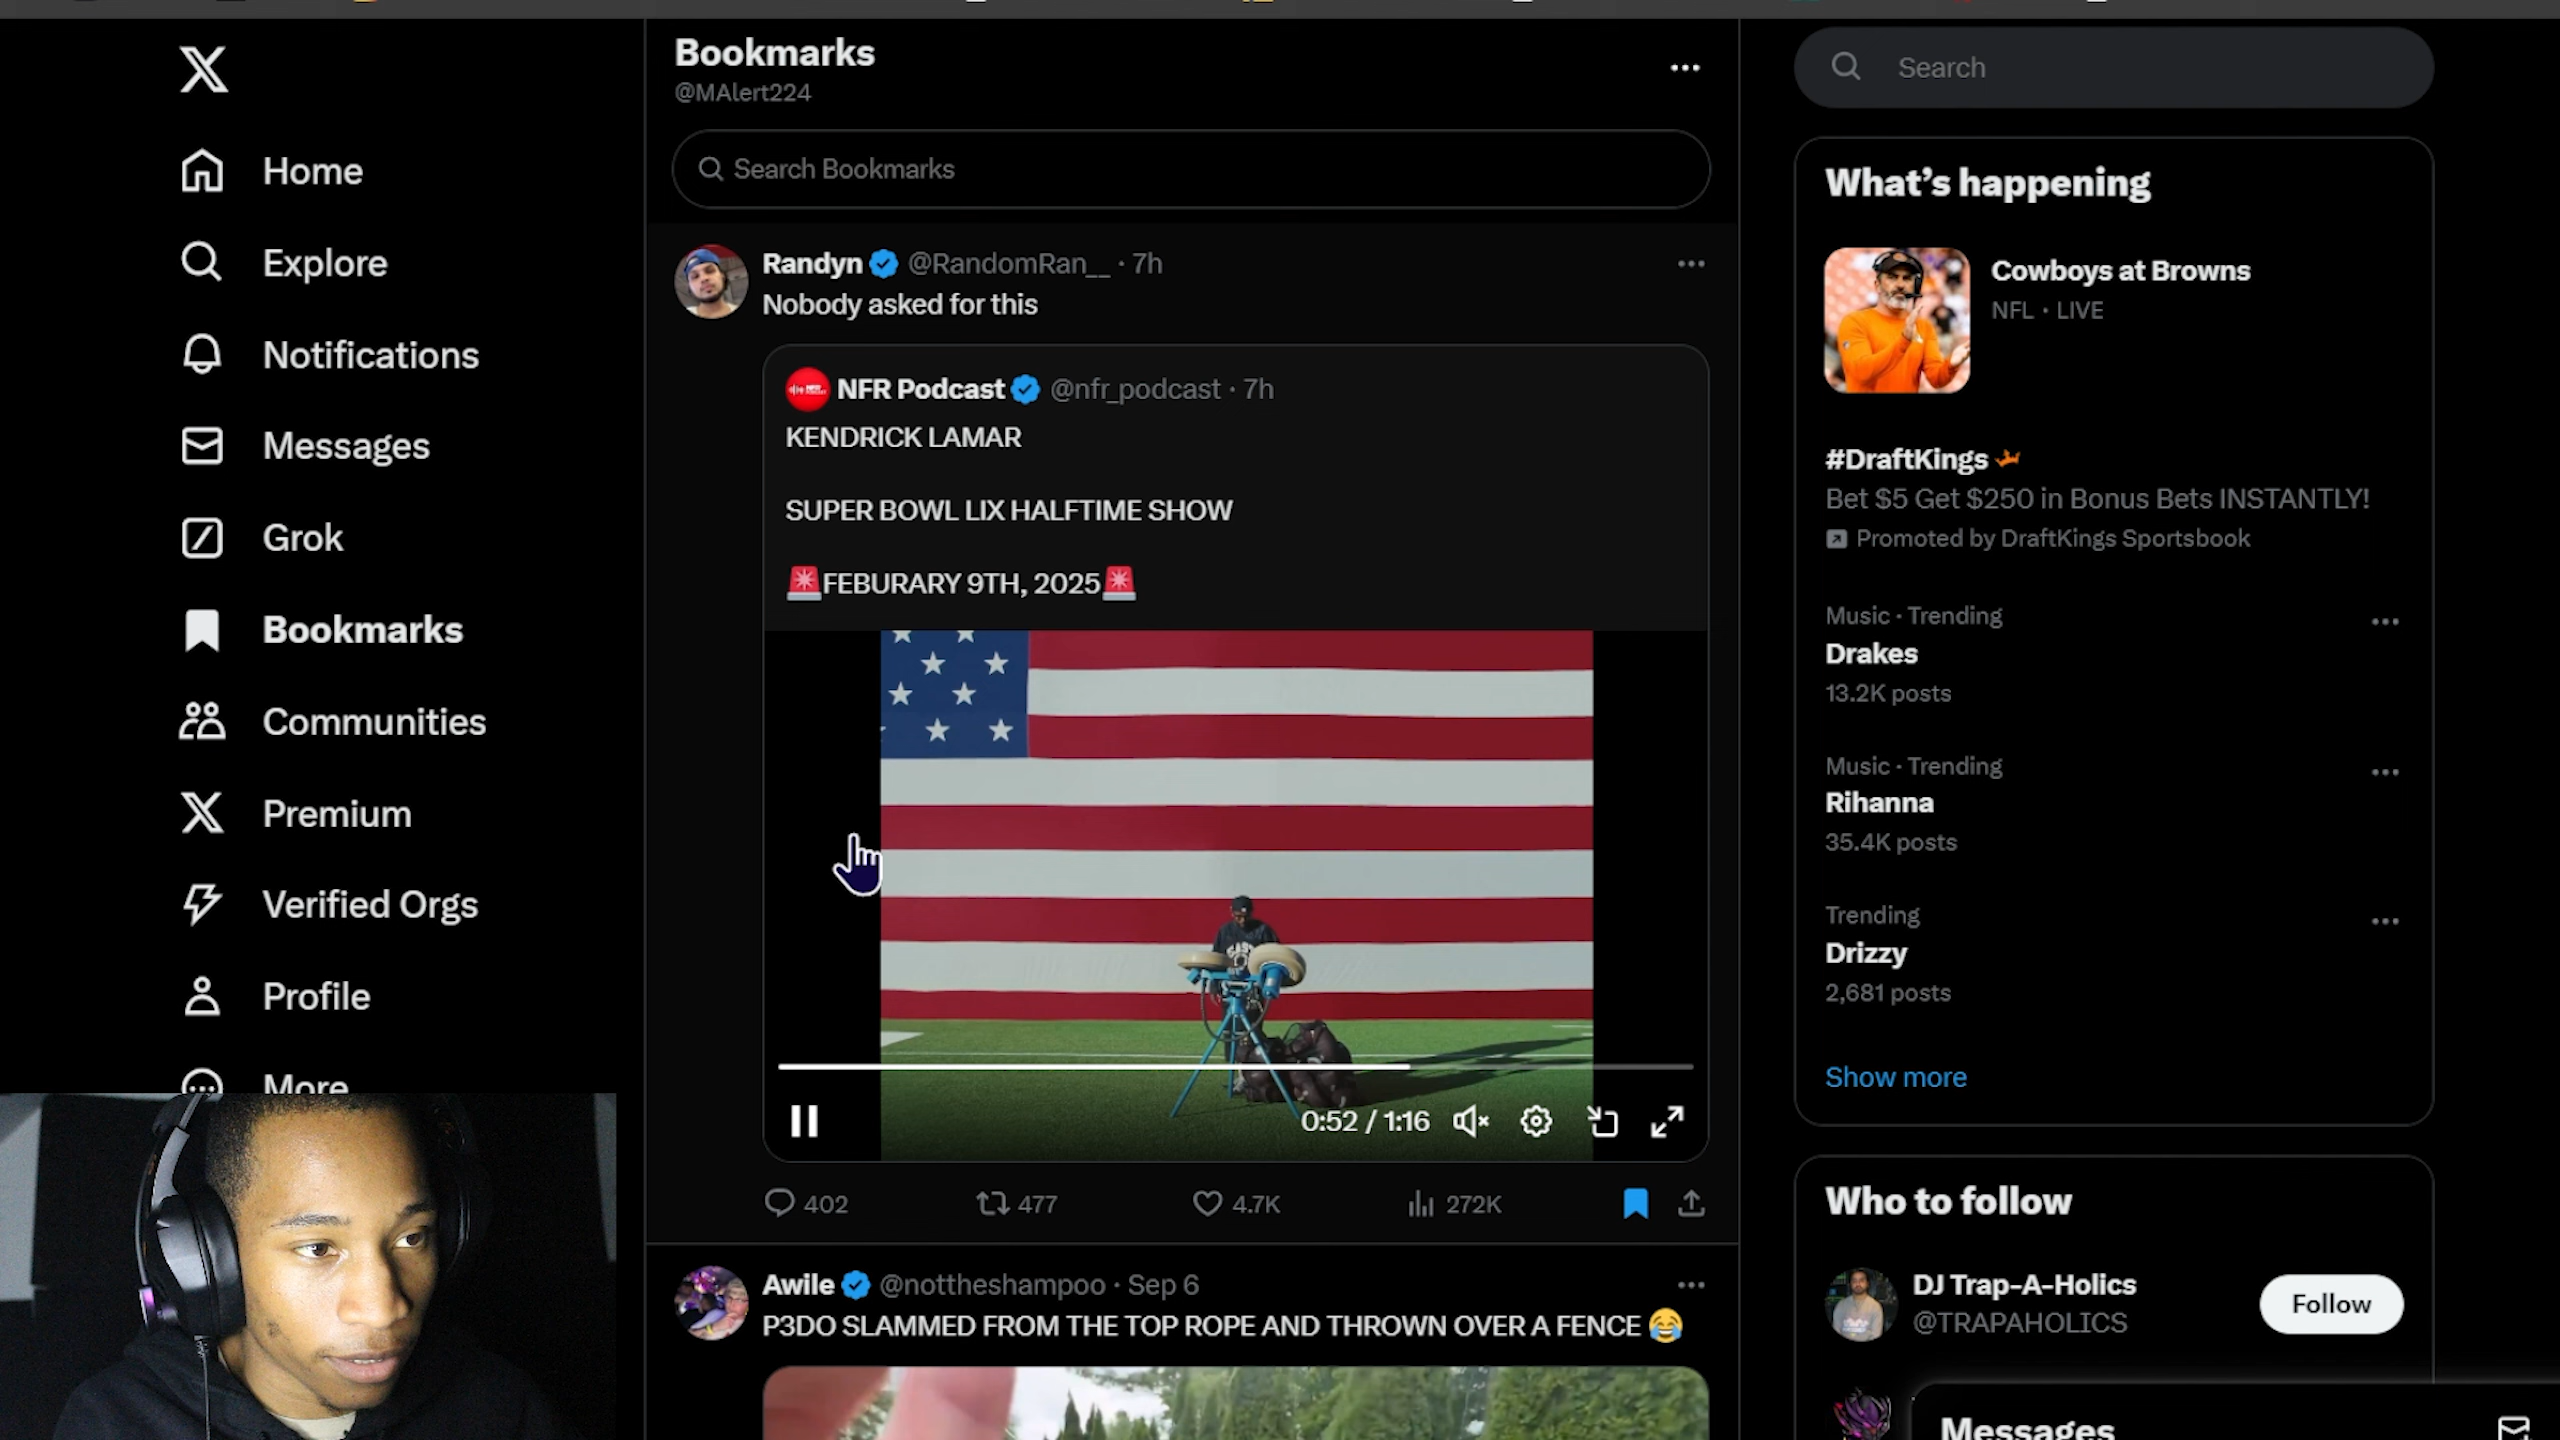 Home
Explore
Notifications
Messages
Grok
Bookmarks
Communities
Premium
Verified Orgs
Profile
More
Bookmarks
@MAlert224
Search Bookmarks
Randyn @RandomRan__ · 7h
Nobody asked for this
NFR Podcast @nfr_podcast · 7h
KENDRICK LAMAR
SUPER BOWL LIX HALFTIME SHOW
🚨FEBURARY 9TH, 2025🚨
0:52 / 1:16
402
477
4.7K
272K
Awile @nottheshampoo · Sep 6
P3DO SLAMMED FROM THE TOP ROPE AND THROWN OVER A FENCE 😂
Search
What's happening
Cowboys at Browns
NFL · LIVE
#DraftKings
Bet $5 Get $250 in Bonus Bets INSTANTLY!
Promoted by DraftKings Sportsbook
Music · Trending
Drakes
13.2K posts
Music · Trending
Rihanna
35.4K posts
Trending
Drizzy
2,681 posts
Show more
Who to follow
DJ Trap-A-Holics
@TRAPAHOLICS
Follow
Messages